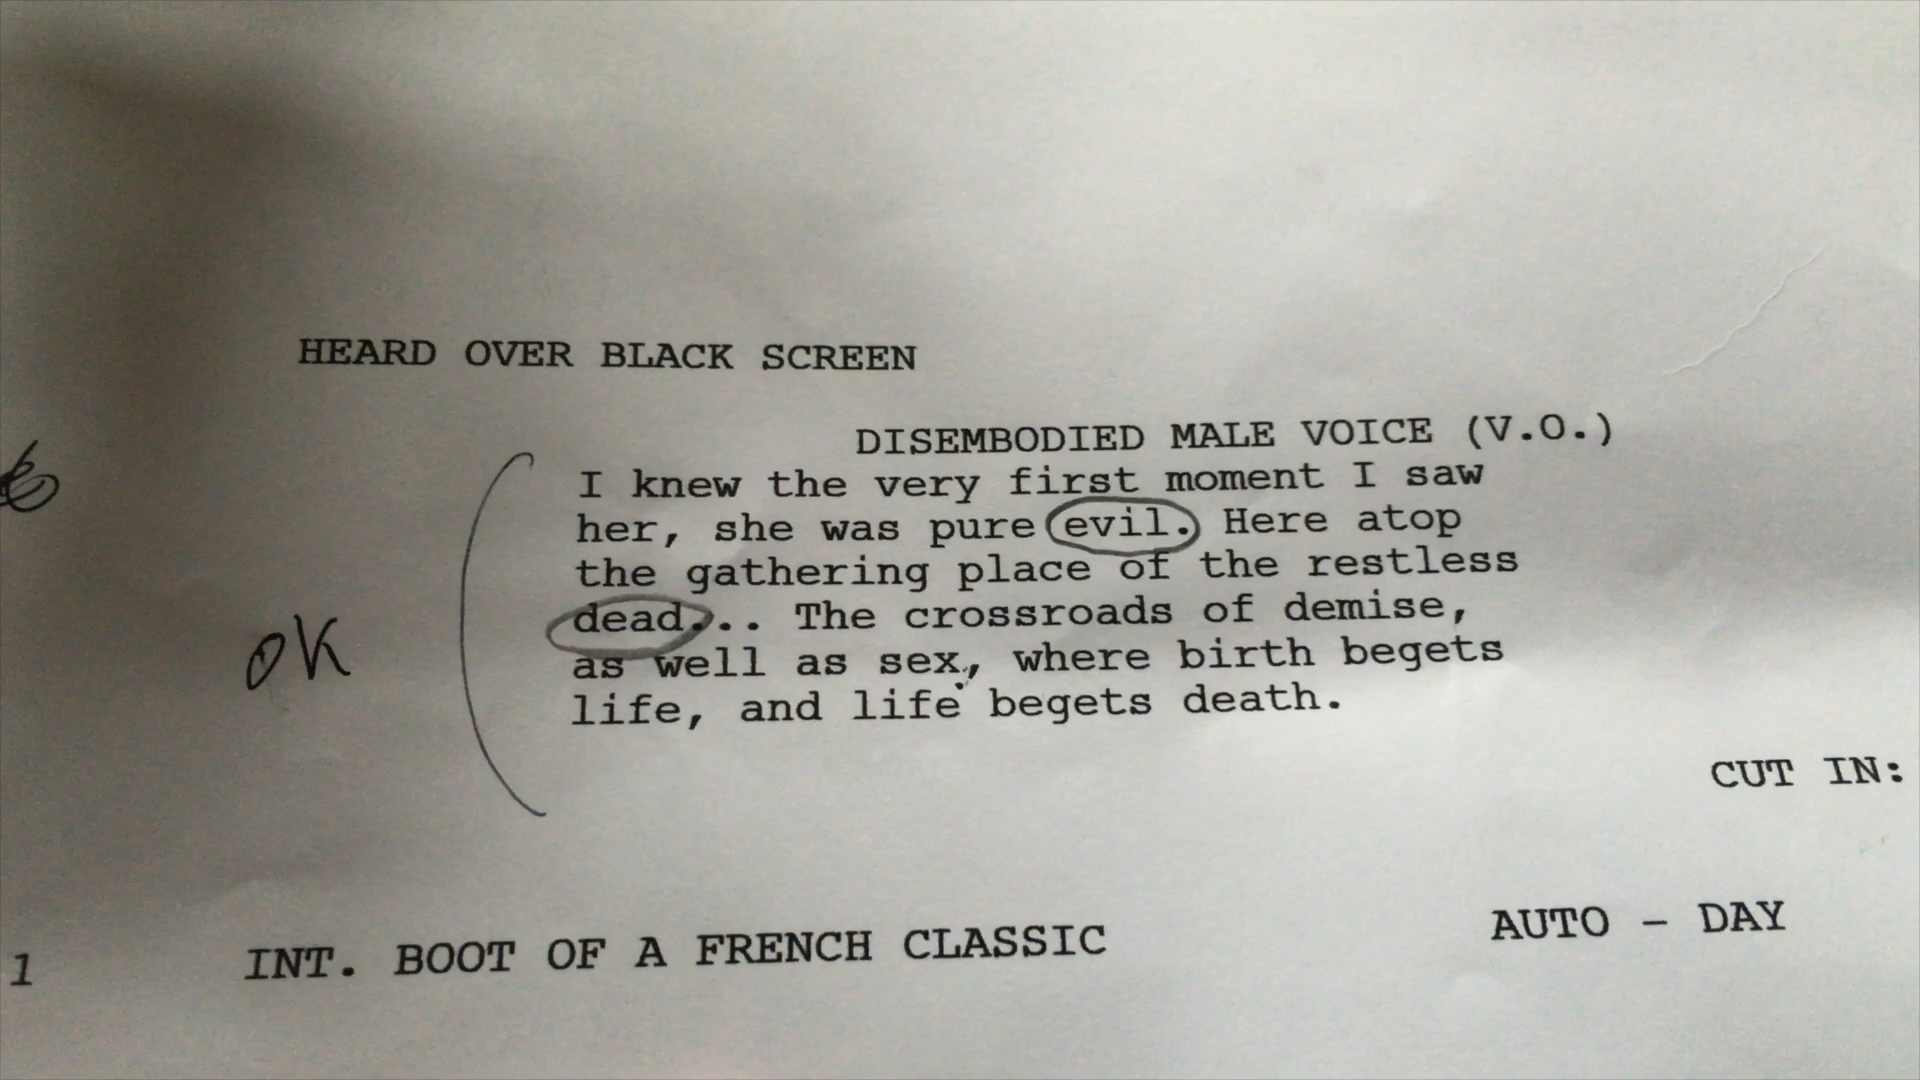 HEARD OVER BLACK SCREEN
DISEMBODIED MALE VOICE (V.O.)
I knew the very first moment I saw
her, she was pure evil. Here atop
the gathering place of the restless
dead... The crossroads of demise,
OK
as well as sex, where birth begets
life, and life begets death.
CUT IN:
1 INT. BOOT OF A FRENCH CLASSIC AUTO - DAY